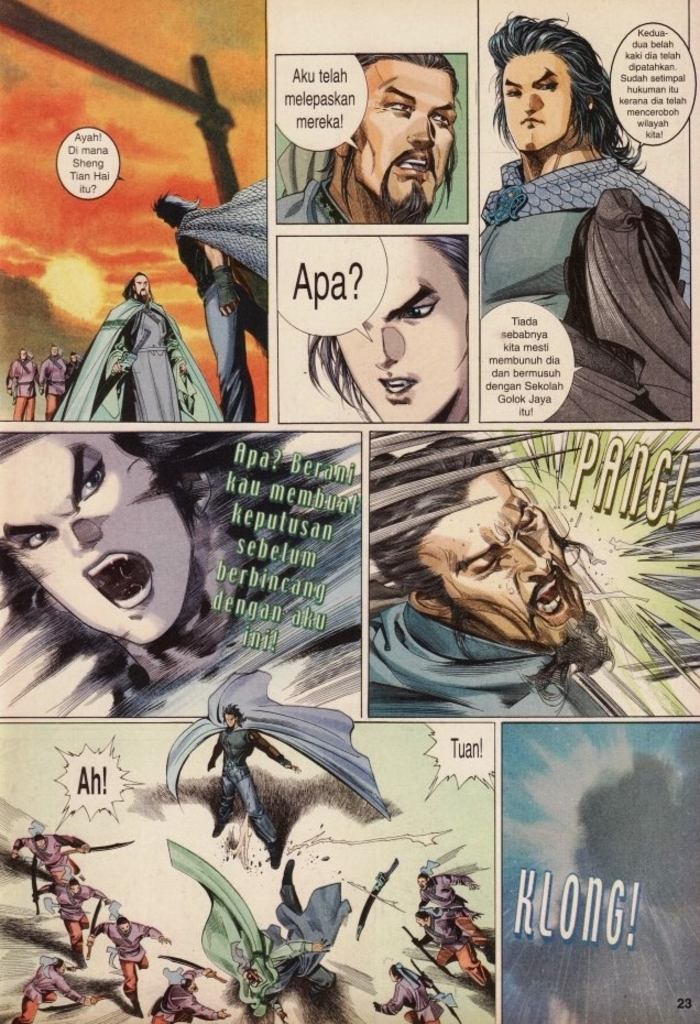 Ayah!
Di mana
Sheng
Tian Hai
itu?
Aku telah
melepaskan
mereka!
Apa?
Kedua-
dua belah
kaki dia telah
dipatahkan.
Sudah setimpal
hukuman itu
kerana dia telah
menceroboh
wilayah
kita!
Tiada
sebabnya
kita mesti
membunuh dia
dan bermusuh
dengan Sekolah
Golok Jaya
itu!
Apa? Berani
kau membuat
keputusan
sebelum
berbincang
dengan aku
ini!
PANG!
Ah!
Tuan!
KLONG!
23